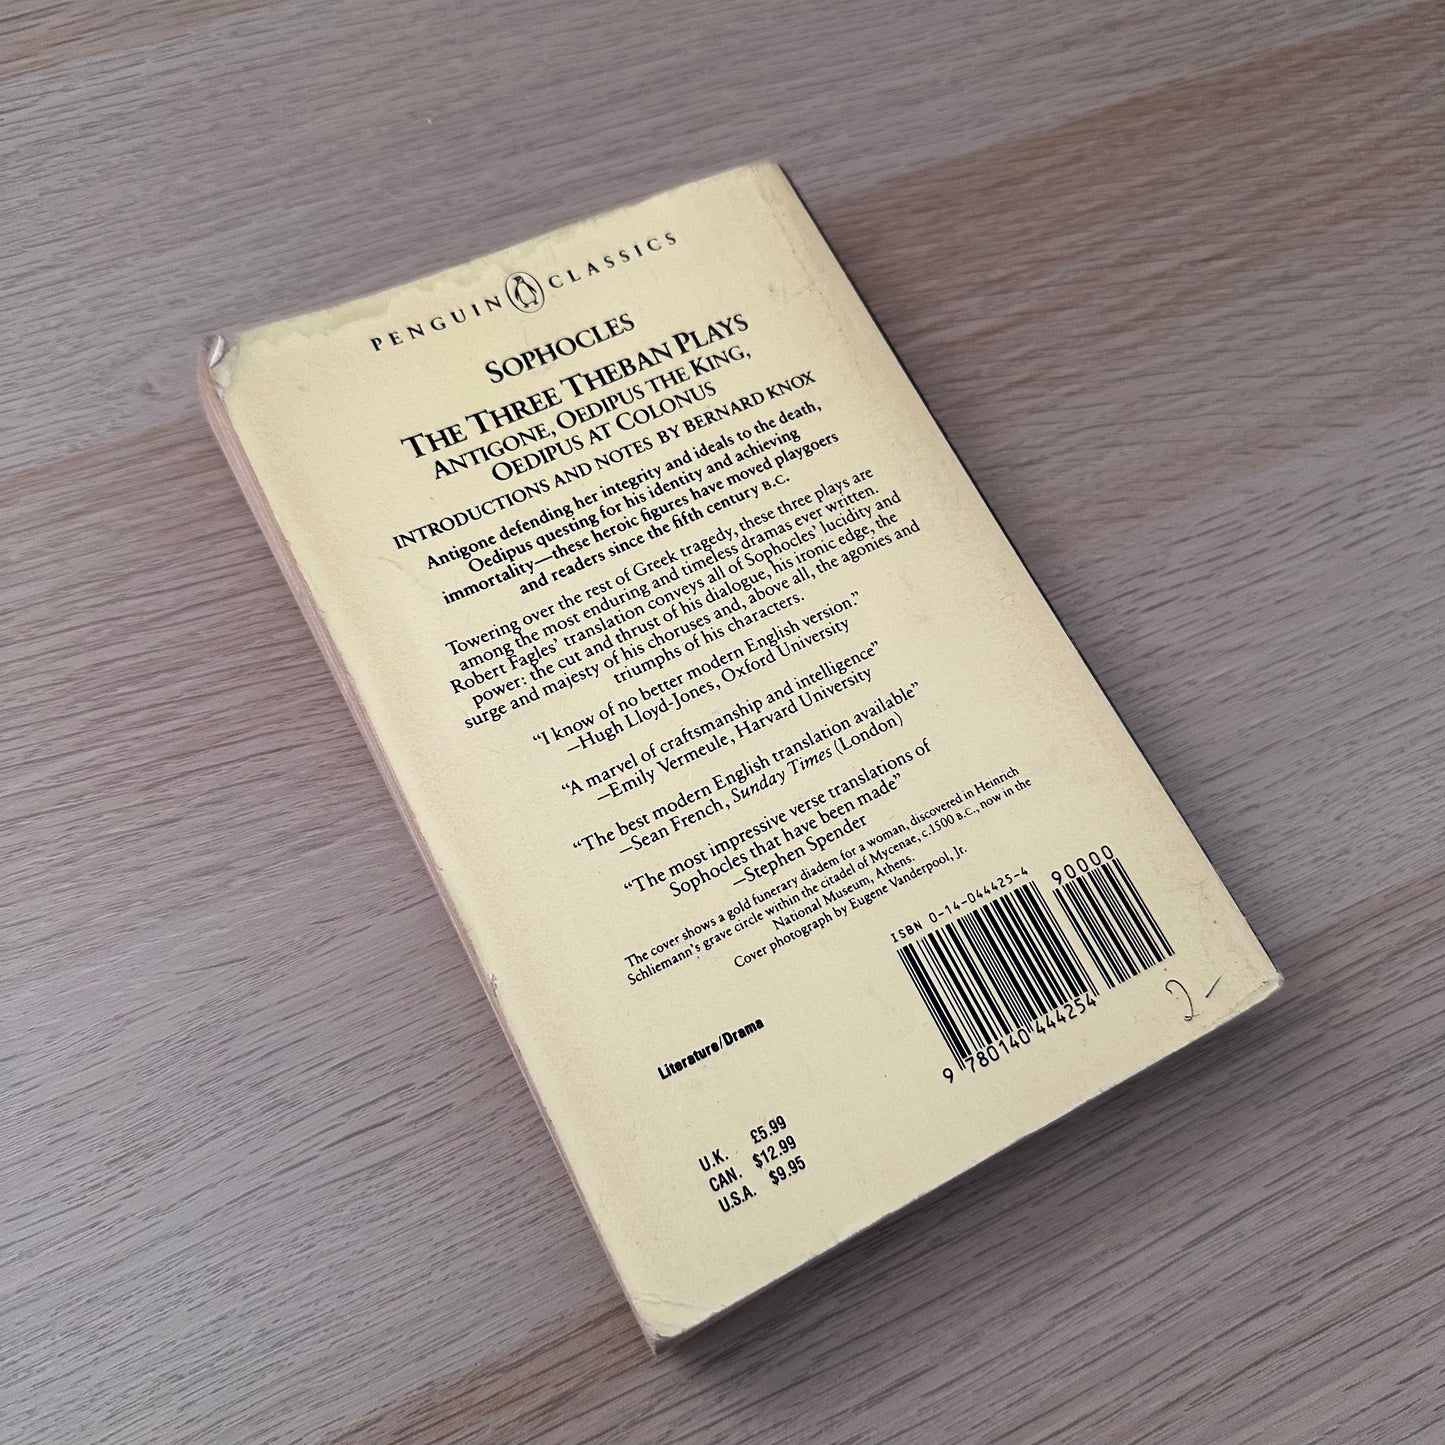 PENGUIN CLASSICS
SOPHOCLES
THE THREE THEBAN PLAYS
ANTIGONE, OEDIPUS THE KING,
OEDIPUS AT COLONUS
INTRODUCTIONS AND NOTES BY BERNARD KNOX
Antigone defending her integrity and ideals to the death,
Oedipus questing for his identity and achieving
immortality—these heroic figures have moved playgoers
and readers since the fifth century B.C.
Towering over the rest of Greek tragedy, these three plays are
among the most enduring and timeless dramas ever written.
Robert Fagles’ translation conveys all of Sophocles’ lucidity and
power: the cut and thrust of his dialogue, his ironic edge, the
surge and majesty of his choruses and, above all, the agonies and
triumphs of his characters.
“I know of no better modern English version.”
—Hugh Lloyd-Jones, Oxford University
“A marvel of craftsmanship and intelligence”
—Emily Vermeule, Harvard University
“The best modern English translation available”
—Sean French, Sunday Times (London)
“The most impressive verse translations of
Sophocles that have been made”
—Stephen Spender
The cover shows a gold funerary diadem for a woman, discovered in Heinrich
Schliemann’s grave circle within the citadel of Mycenae, c.1500 B.C., now in the
National Museum, Athens.
Cover photograph by Eugene Vanderpool, Jr.
ISBN 0-14-044425-4
90000
9 780140 444254
2-
Literature/Drama
U.K. £5.99
CAN. $12.99
U.S.A. $9.95